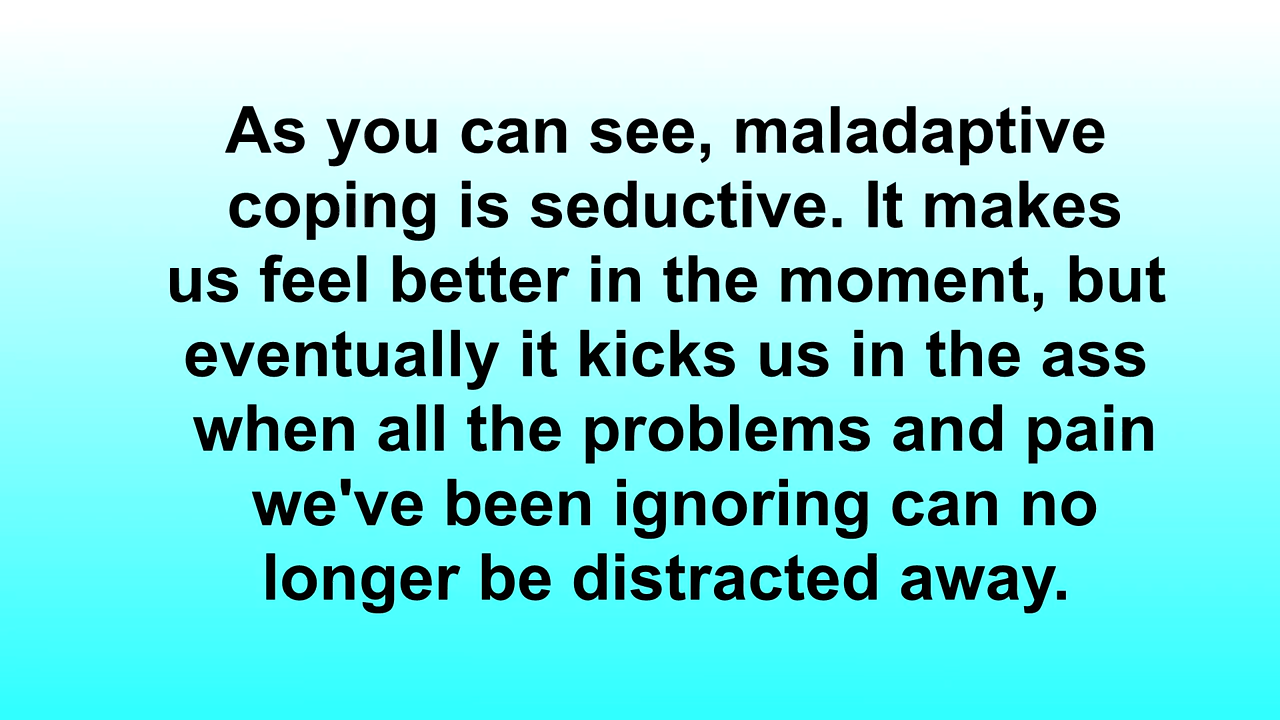 As you can see, maladaptive
coping is seductive. It makes
us feel better in the moment, but
eventually it kicks us in the ass
when all the problems and pain
we've been ignoring can no
longer be distracted away.